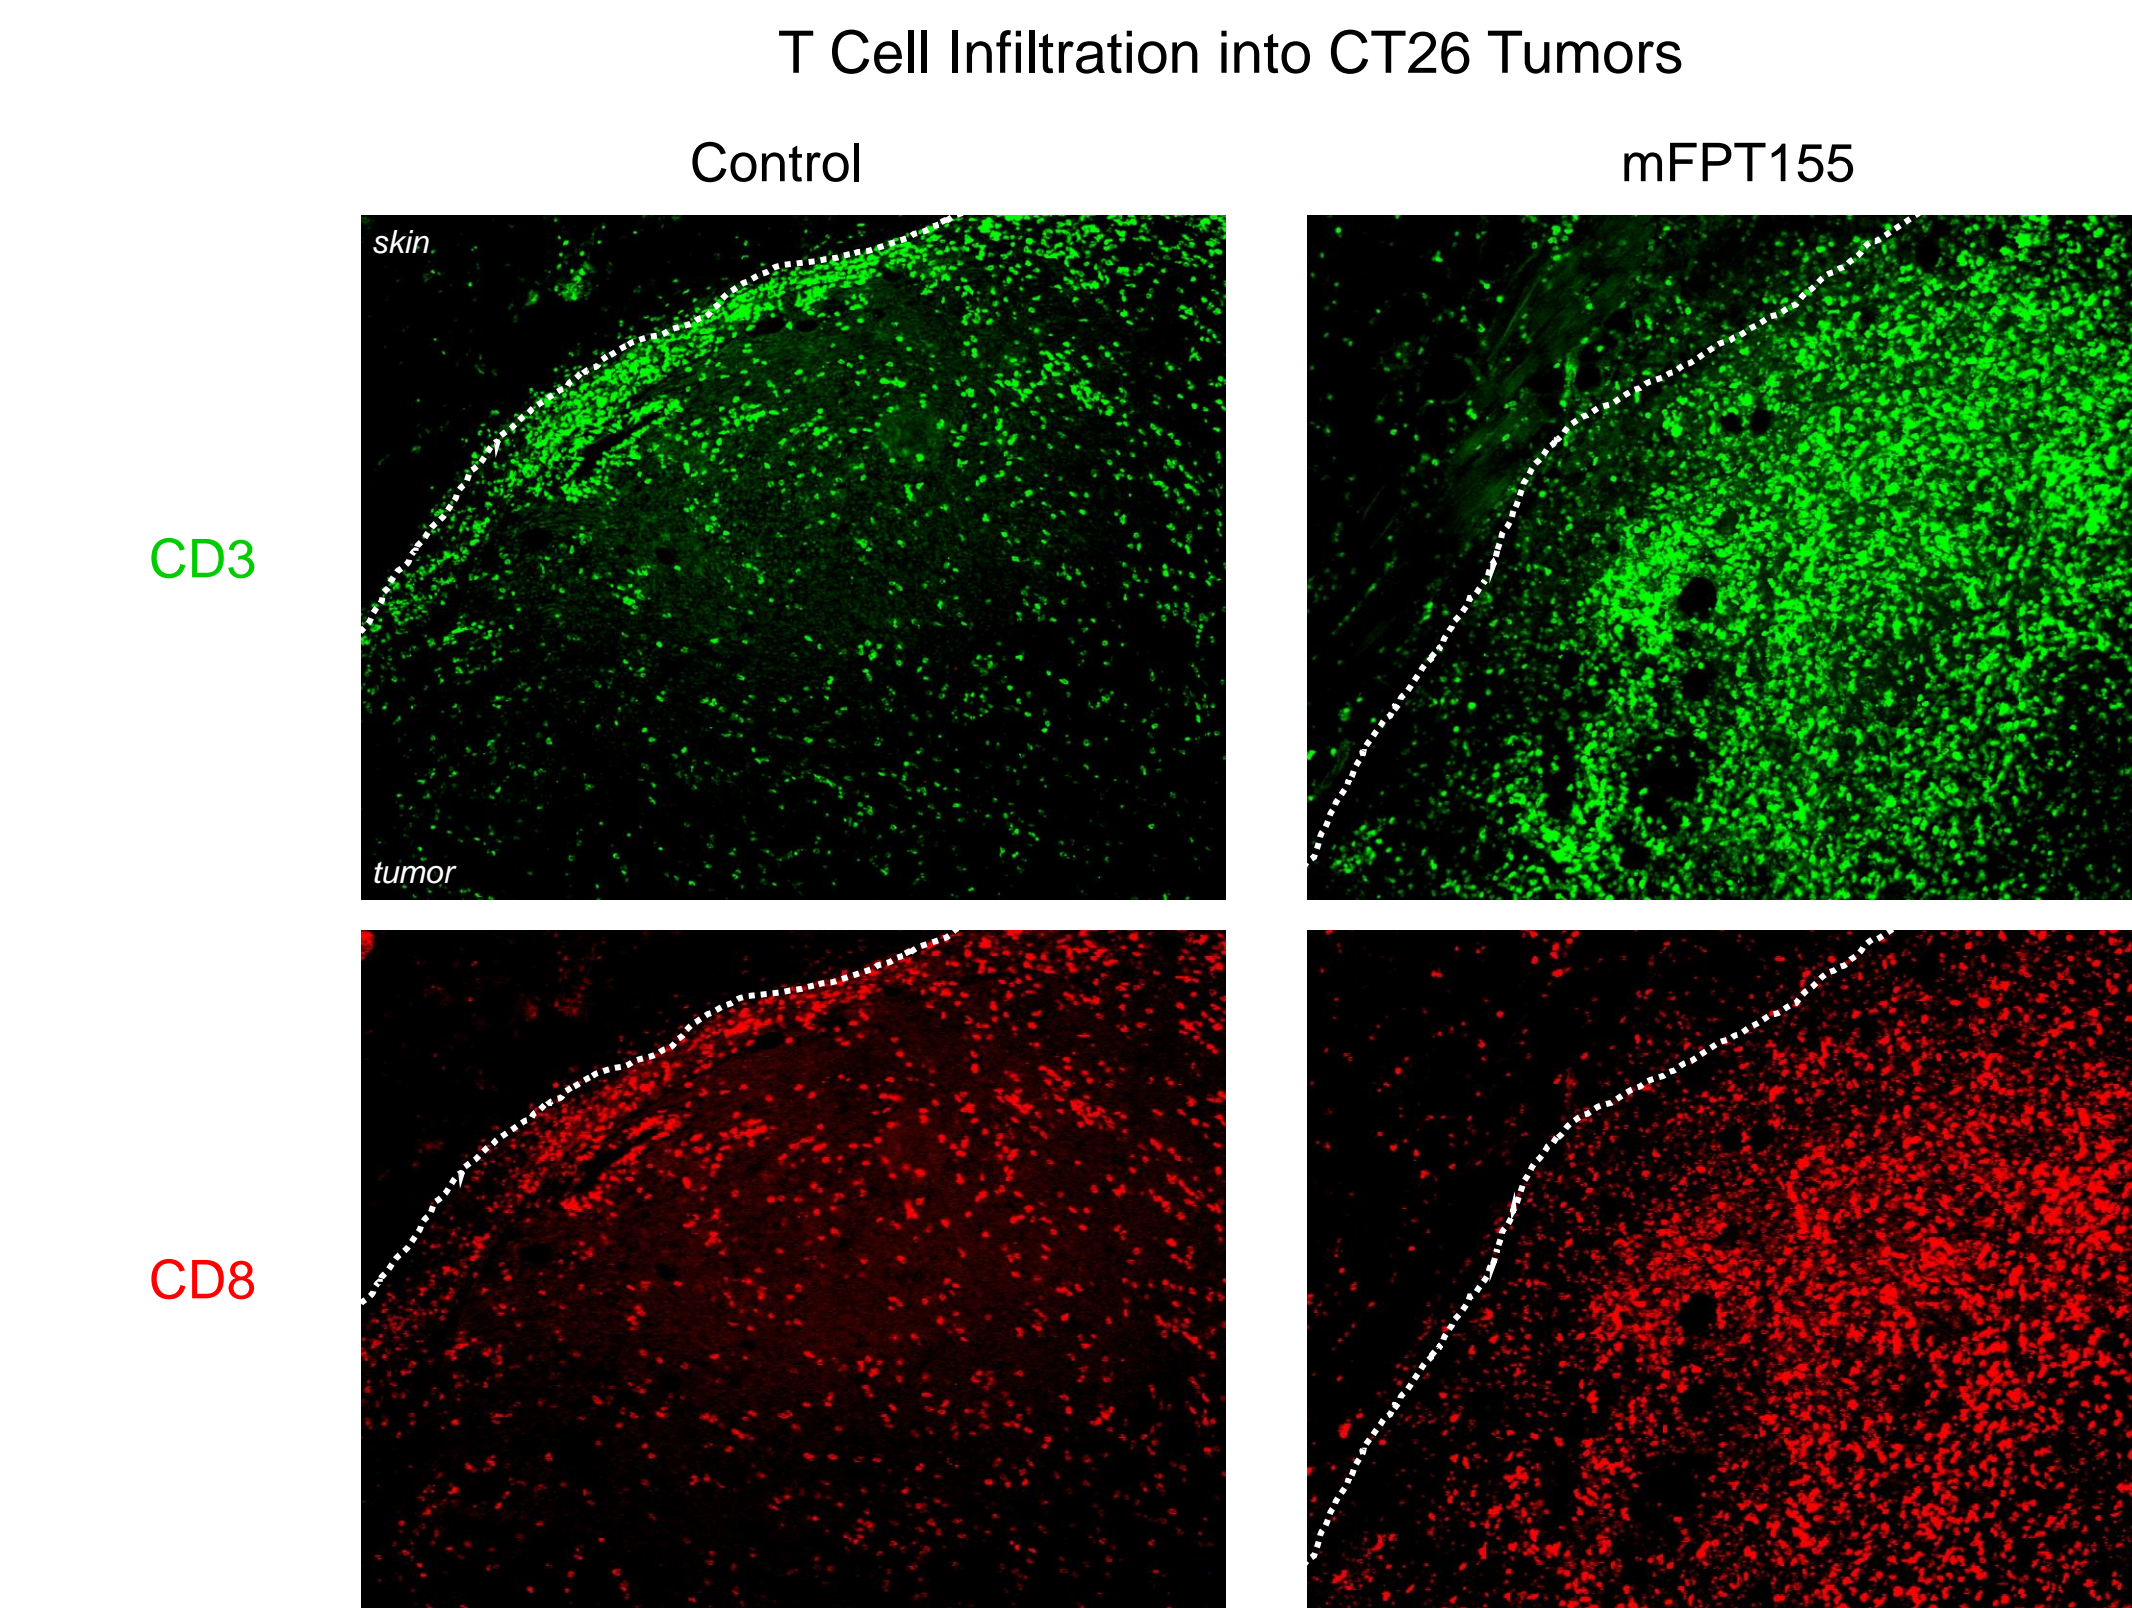 T Cell Infiltration into CT26 Tumors
Control
mFPT155
skin
CD3
tumor
CD8